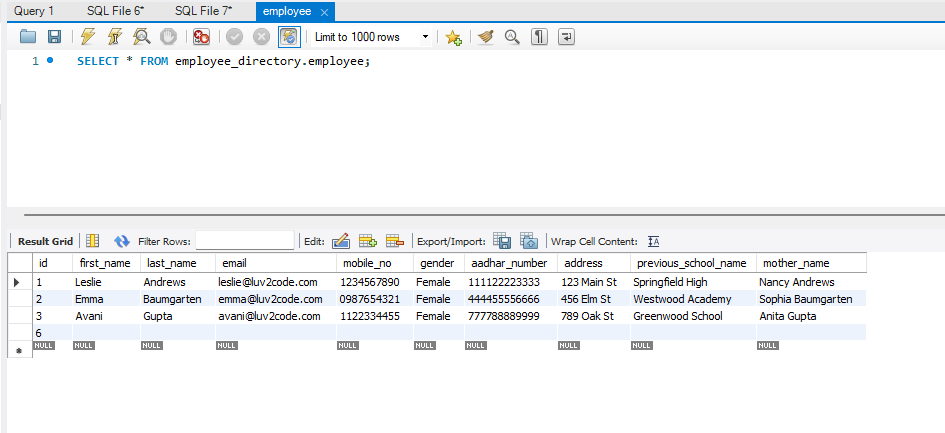 Query 1 SQL File 6* SQL File 7* employee
Limit to 1000 rows
1 SELECT * FROM employee_directory.employee;
Result Grid Filter Rows: Edit: Export/Import: Wrap Cell Content:
id first_name last_name email mobile_no gender aadhar_number address previous_school_name mother_name
1 Leslie Andrews leslie@luv2code.com 1234567890 Female 111122223333 123 Main St Springfield High Nancy Andrews
2 Emma Baumgarten emma@luv2code.com 0987654321 Female 444455556666 456 Elm St Westwood Academy Sophia Baumgarten
3 Avani Gupta avani@luv2code.com 1122334455 Female 777788889999 789 Oak St Greenwood School Anita Gupta
6
NULL NULL NULL NULL NULL NULL NULL NULL NULL NULL